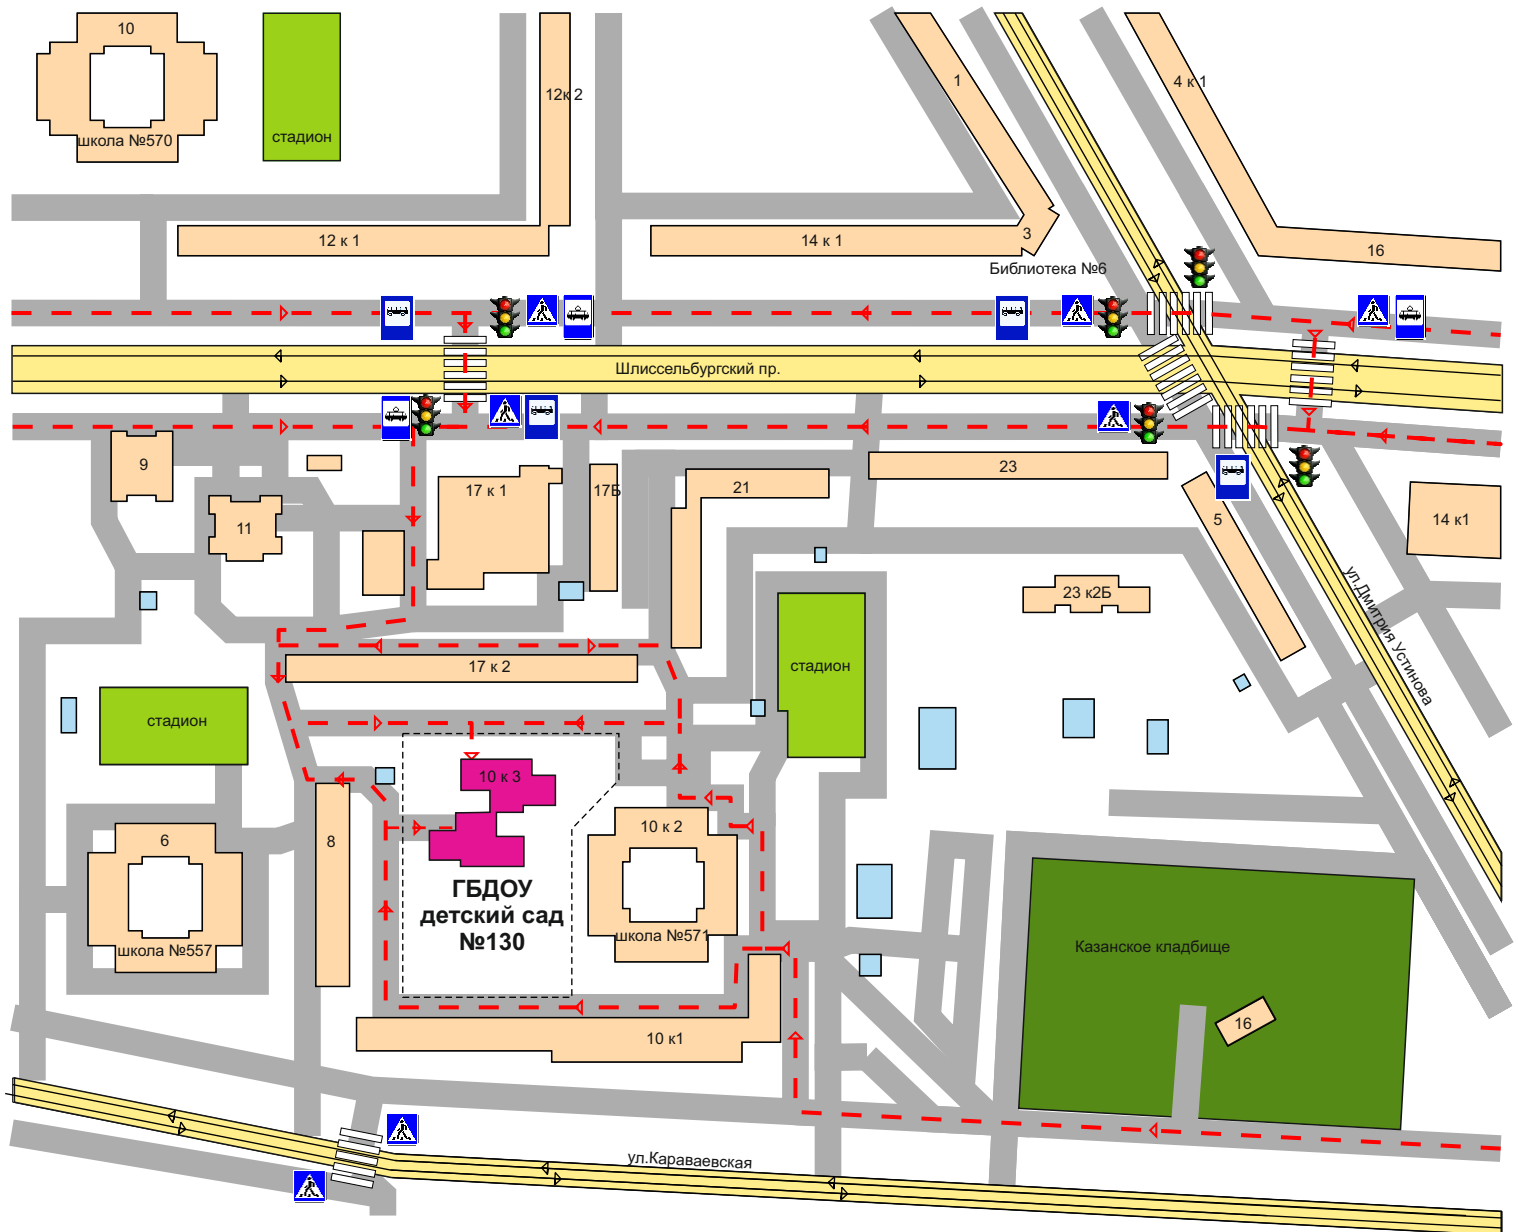 10
школа №570
стадион
12к 2
1
4 к 1
12 к 1
14 к 1
3
16
Библиотека №6
Шлиссельбургский пр.
9
17 к 1
17Б
21
23
11
5
14 к1
23 к2Б
ул.Дмитрия Устинова
17 к 2
стадион
стадион
10 к 3
6
8
10 к 2
ГБДОУ
детский сад
№130
школа №557
школа №571
Казанское кладбище
16
10 к1
ул.Караваевская